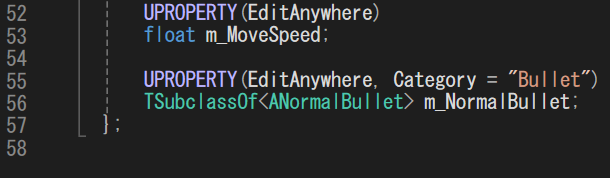 52 UPROPERTY(EditAnywhere)
53 float m_MoveSpeed;
54
55 UPROPERTY(EditAnywhere, Category = "Bullet")
56 TSubclassOf<ANormalBullet> m_NormalBullet;
57 };
58